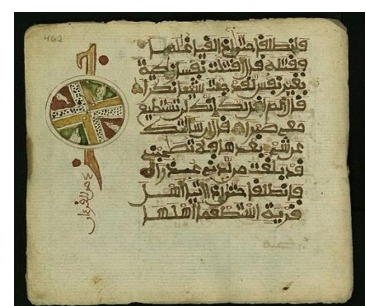 462
فانطلقا حتى إذا لقيا غلما
فقتله قال أقتلت نفسا زكية
بغير نفس لقد جئت شيئا نكرا
قال ألم أقل لك إنك لن تستطيع
معي صبرا قال إن سألتك
عن شيء بعدها فلا تصحبني
قد بلغت من لدني عذرا
فانطلقا حتى إذا أتيا أهل
قرية استطعما أهلها